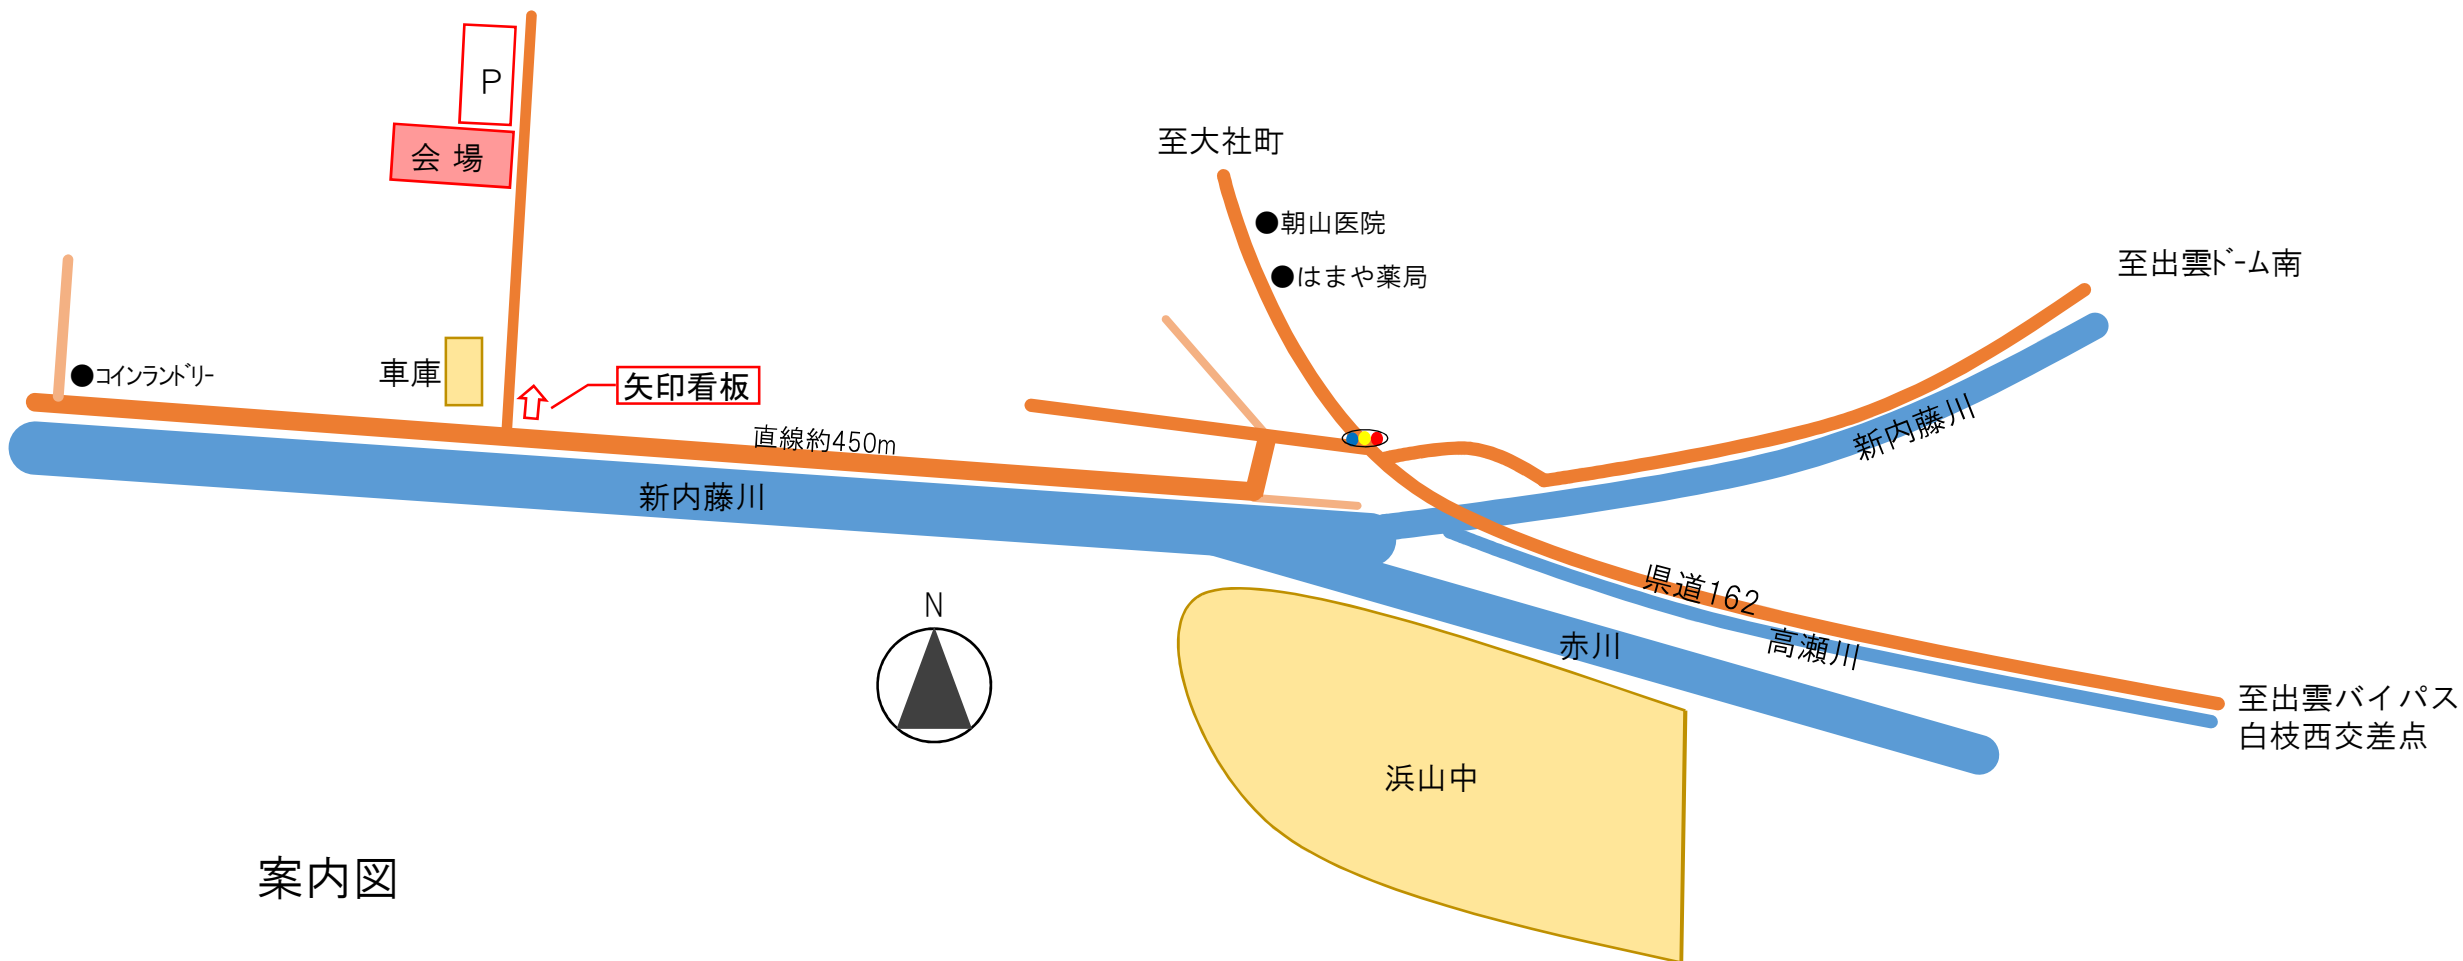 P
会 場
至大社町
●朝山医院
●はまや薬局
至出雲ﾄﾞｰﾑ南
●ｺｲﾝﾗﾝﾄﾞﾘｰ
車庫
矢印看板
直線約450m
新内藤川
新内藤川
県道162
高瀬川
赤川
N
至出雲バイパス
白枝西交差点
浜山中
案内図